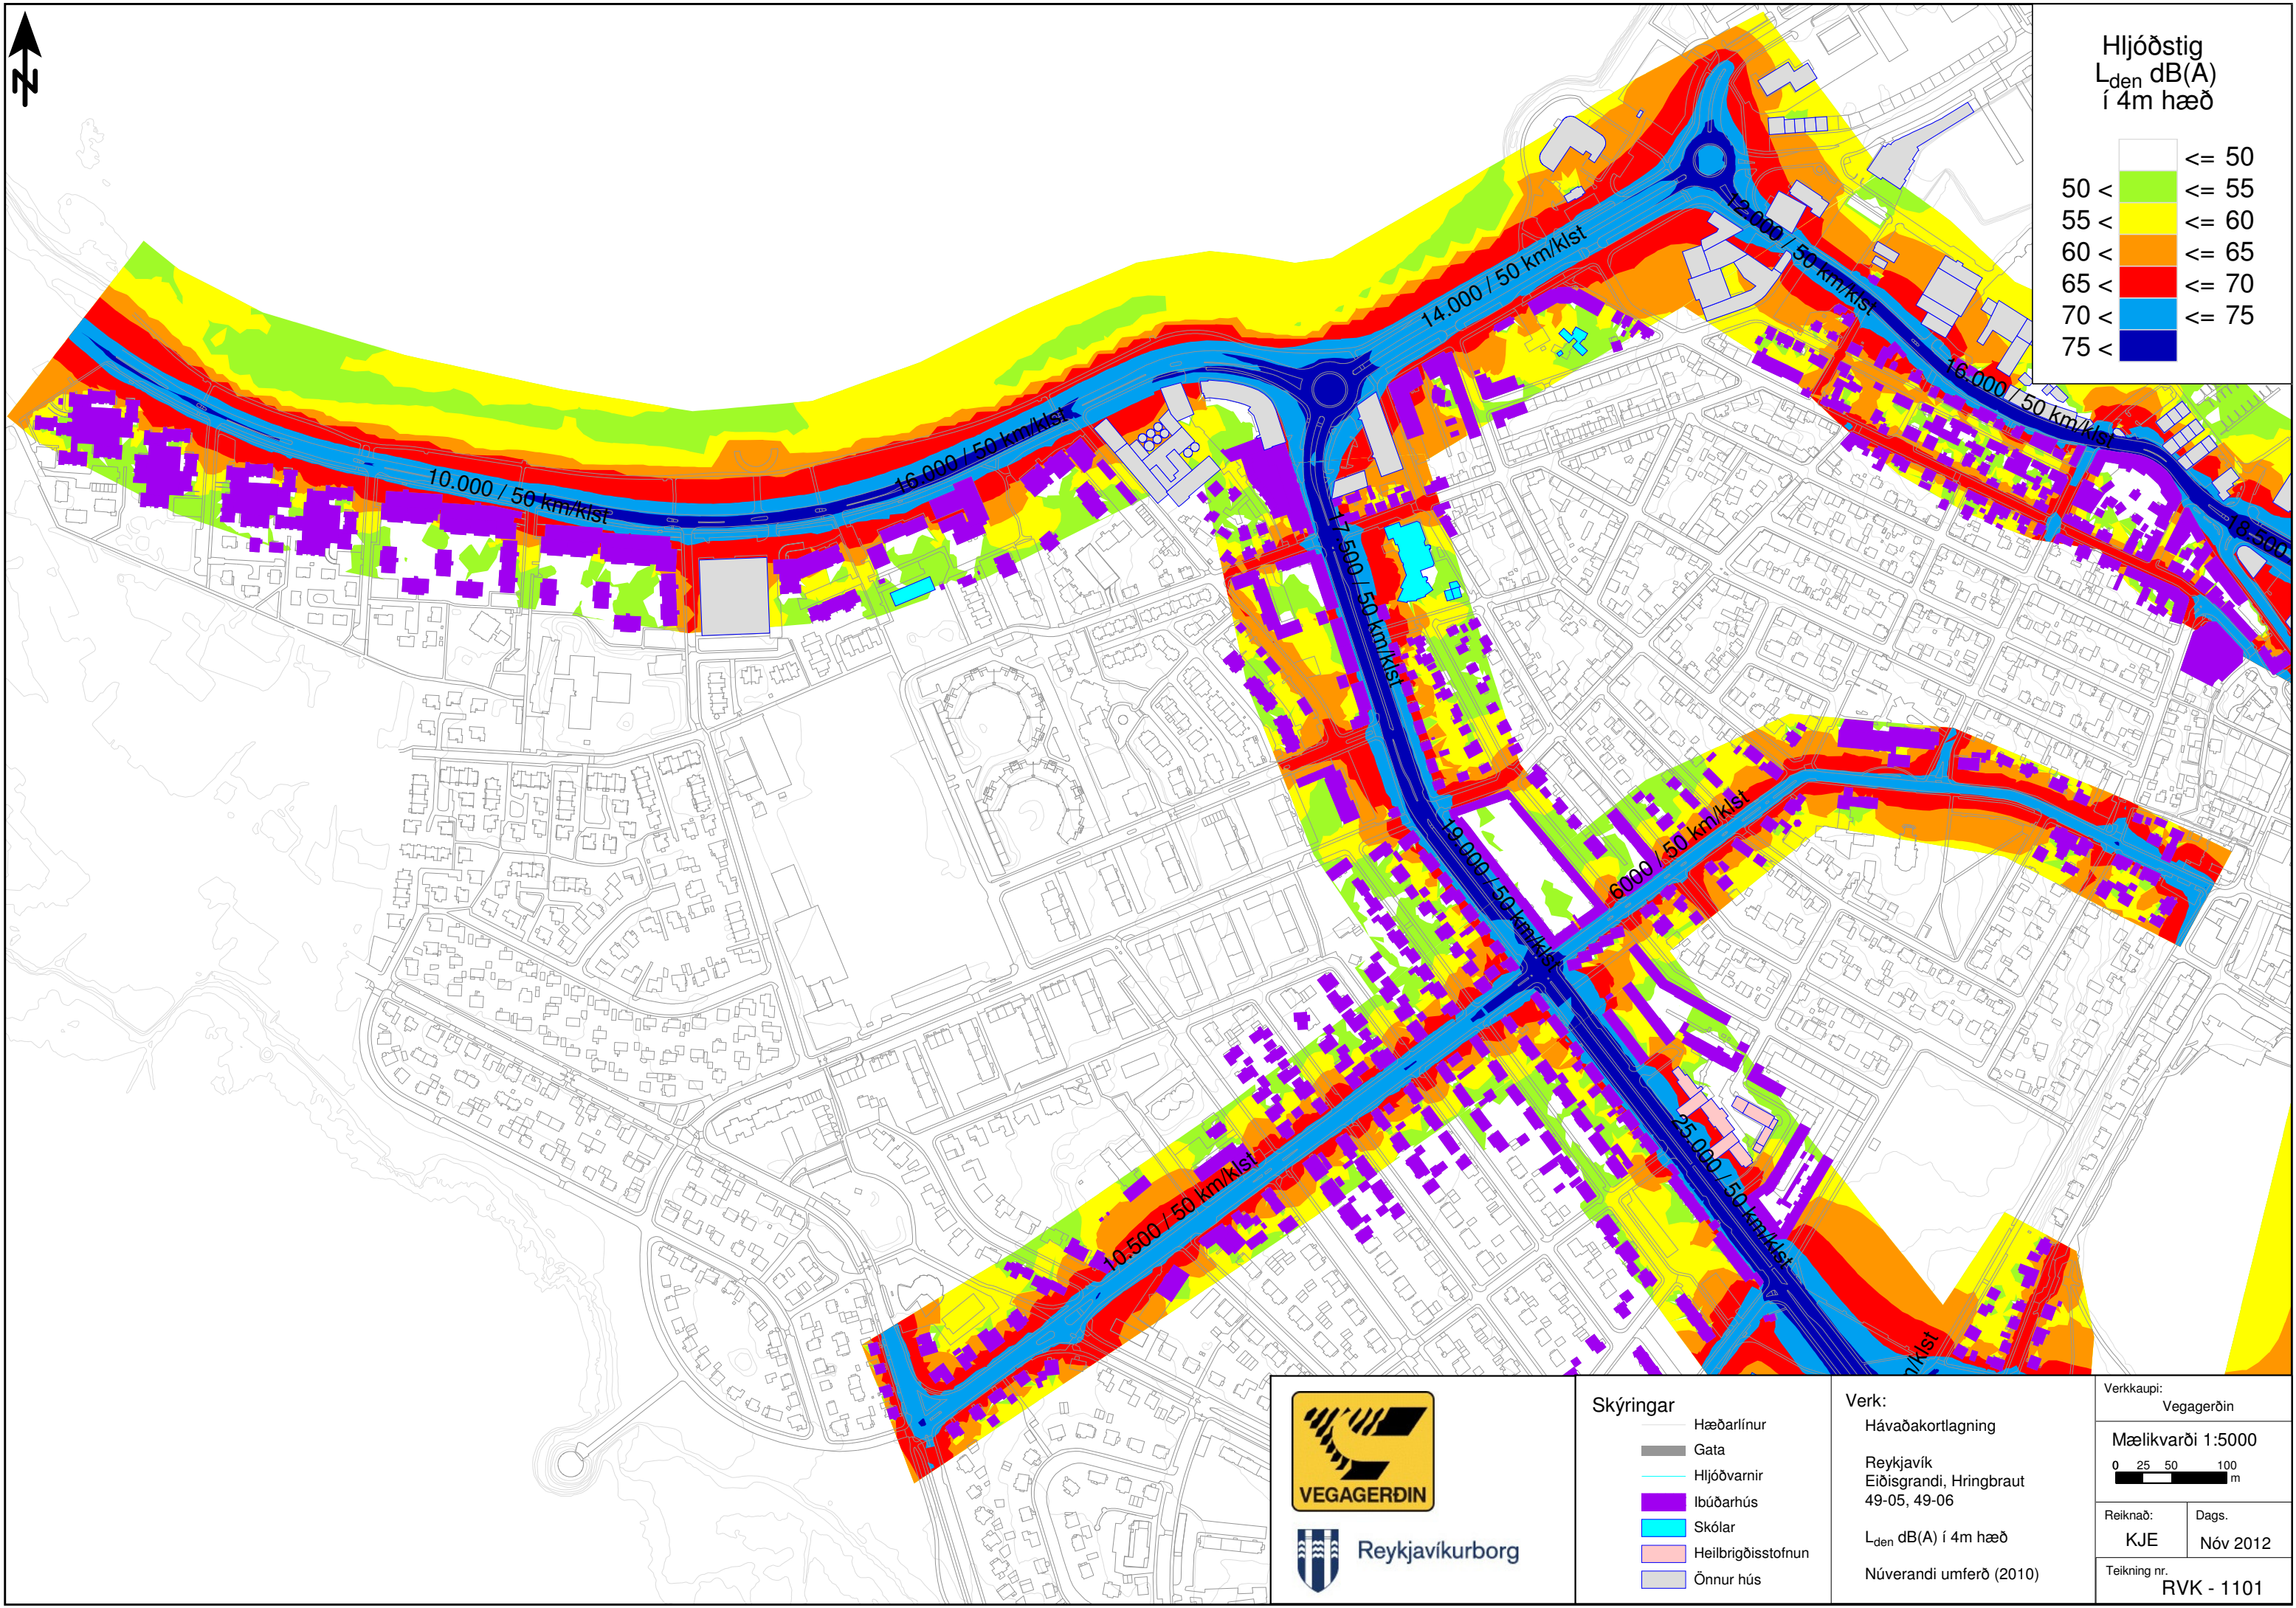 N
Hljóðstig
Lden dB(A)
í 4m hæð
<= 50
50 < <= 55
55 < <= 60
60 < <= 65
65 < <= 70
70 < <= 75
75 <
12.000 / 50 km/klst
14.000 / 50 km/klst
16.000 / 50 km/klst
16.000 / 50 km/klst
10.000 / 50 km/klst
18.500
17.500 / 50 km/klst
19.000 / 50 km/klst
6000 / 50 km/klst
25.000 / 50 km/klst
10.500 / 50 km/klst
m/klst
VEGAGERÐIN
Reykjavíkurborg
Skýringar
Hæðarlínur
Gata
Hljóðvarnir
Ibúðarhús
Skólar
Heilbrigðisstofnun
Önnur hús
Verk:
Hávaðakortlagning
Reykjavík
Eiðisgrandi, Hringbraut
49-05, 49-06
Lden dB(A) í 4m hæð
Núverandi umferð (2010)
Verkkaupi:
Vegagerðin
Mælikvarði 1:5000
0 25 50 100
m
Reiknað:
KJE
Dags.
Nóv 2012
Teikning nr.
RVK - 1101